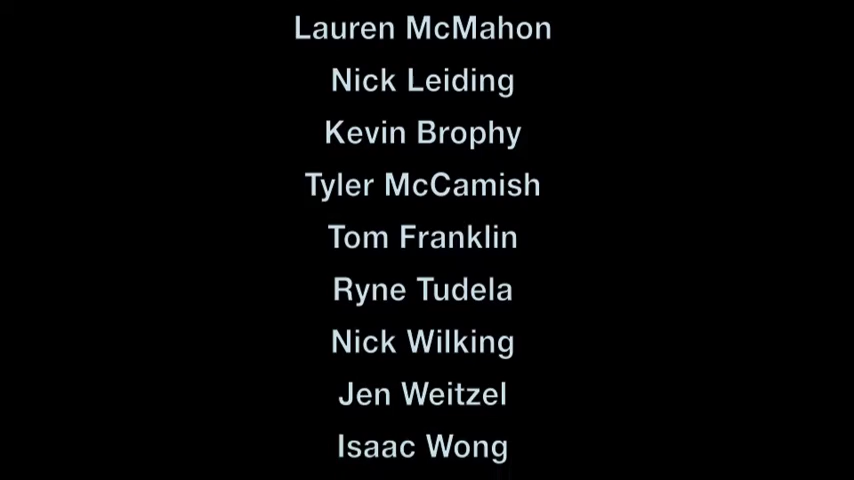 Lauren McMahon
Nick Leiding
Kevin Brophy
Tyler McCamish
Tom Franklin
Ryne Tudela
Nick Wilking
Jen Weitzel
Isaac Wong